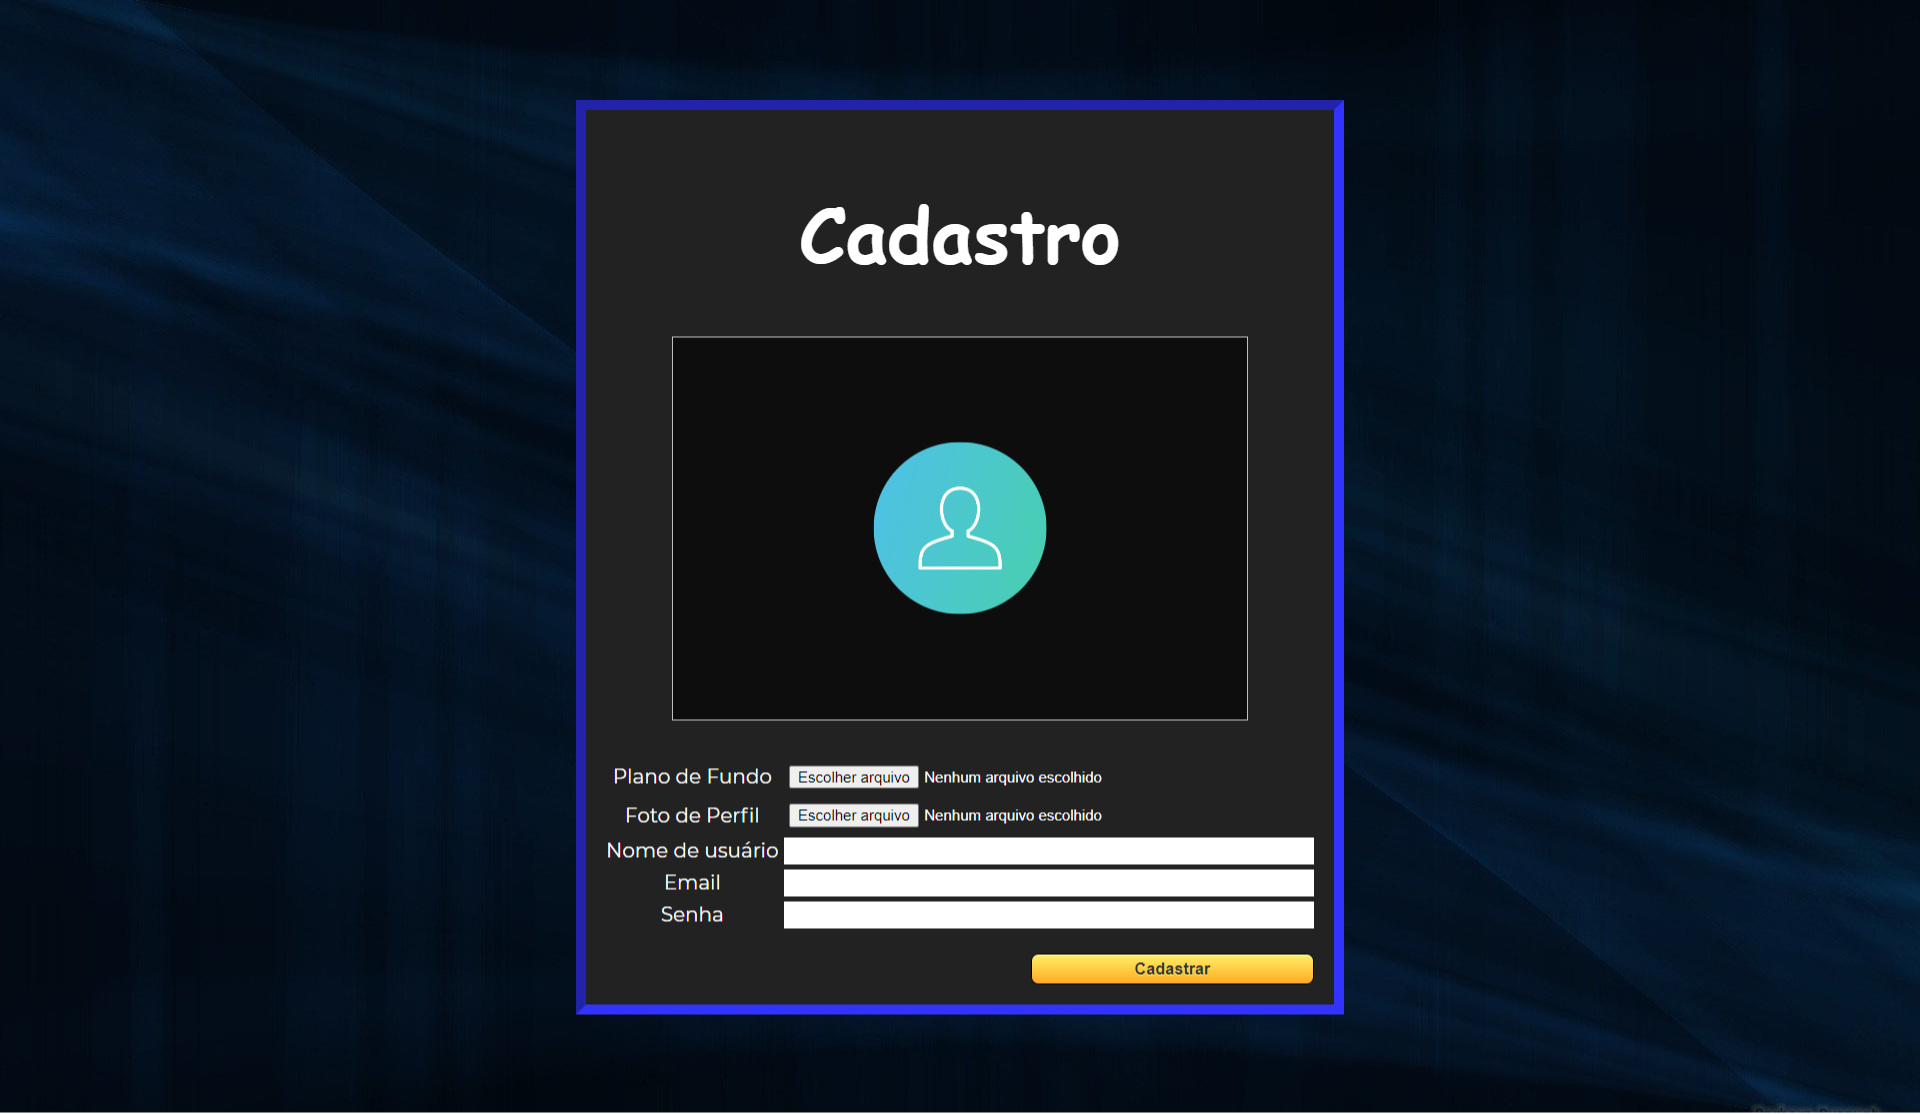 Cadastro
Plano de Fundo Escolher arquivo Nenhum arquivo escolhido
Foto de Perfil Escolher arquivo Nenhum arquivo escolhido
Nome de usuário
Email
Senha
Cadastrar